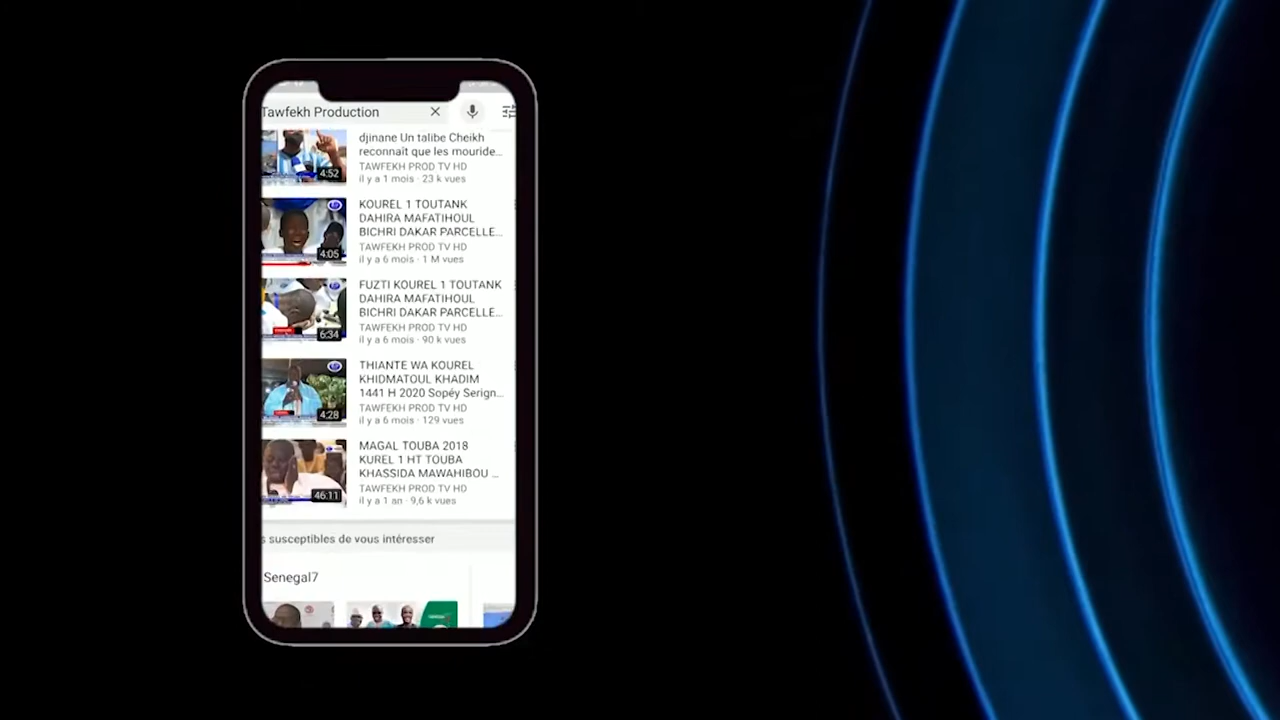 Tawfekh Production
djinane Un talibe Cheikh
reconnaît que les mouride...
TAWFEKH PROD TV HD
il y a 1 mois · 23 k vues
4:52
KOUREL 1 TOUTANK
DAHIRA MAFATIHOUL
BICHRI DAKAR PARCELLE...
TAWFEKH PROD TV HD
il y a 6 mois · 1 M vues
4:05
FUZTI KOUREL 1 TOUTANK
DAHIRA MAFATIHOUL
BICHRI DAKAR PARCELLE...
TAWFEKH PROD TV HD
il y a 6 mois · 90 k vues
6:34
THIANTE WA KOUREL
KHIDMATOUL KHADIM
1441 H 2020 Sopéy Serign...
TAWFEKH PROD TV HD
il y a 6 mois · 129 vues
4:28
MAGAL TOUBA 2018
KUREL 1 HT TOUBA
KHASSIDA MAWAHIBOU ...
TAWFEKH PROD TV HD
il y a 1 an · 9,6 k vues
46:11
s susceptibles de vous intéresser
Senegal7